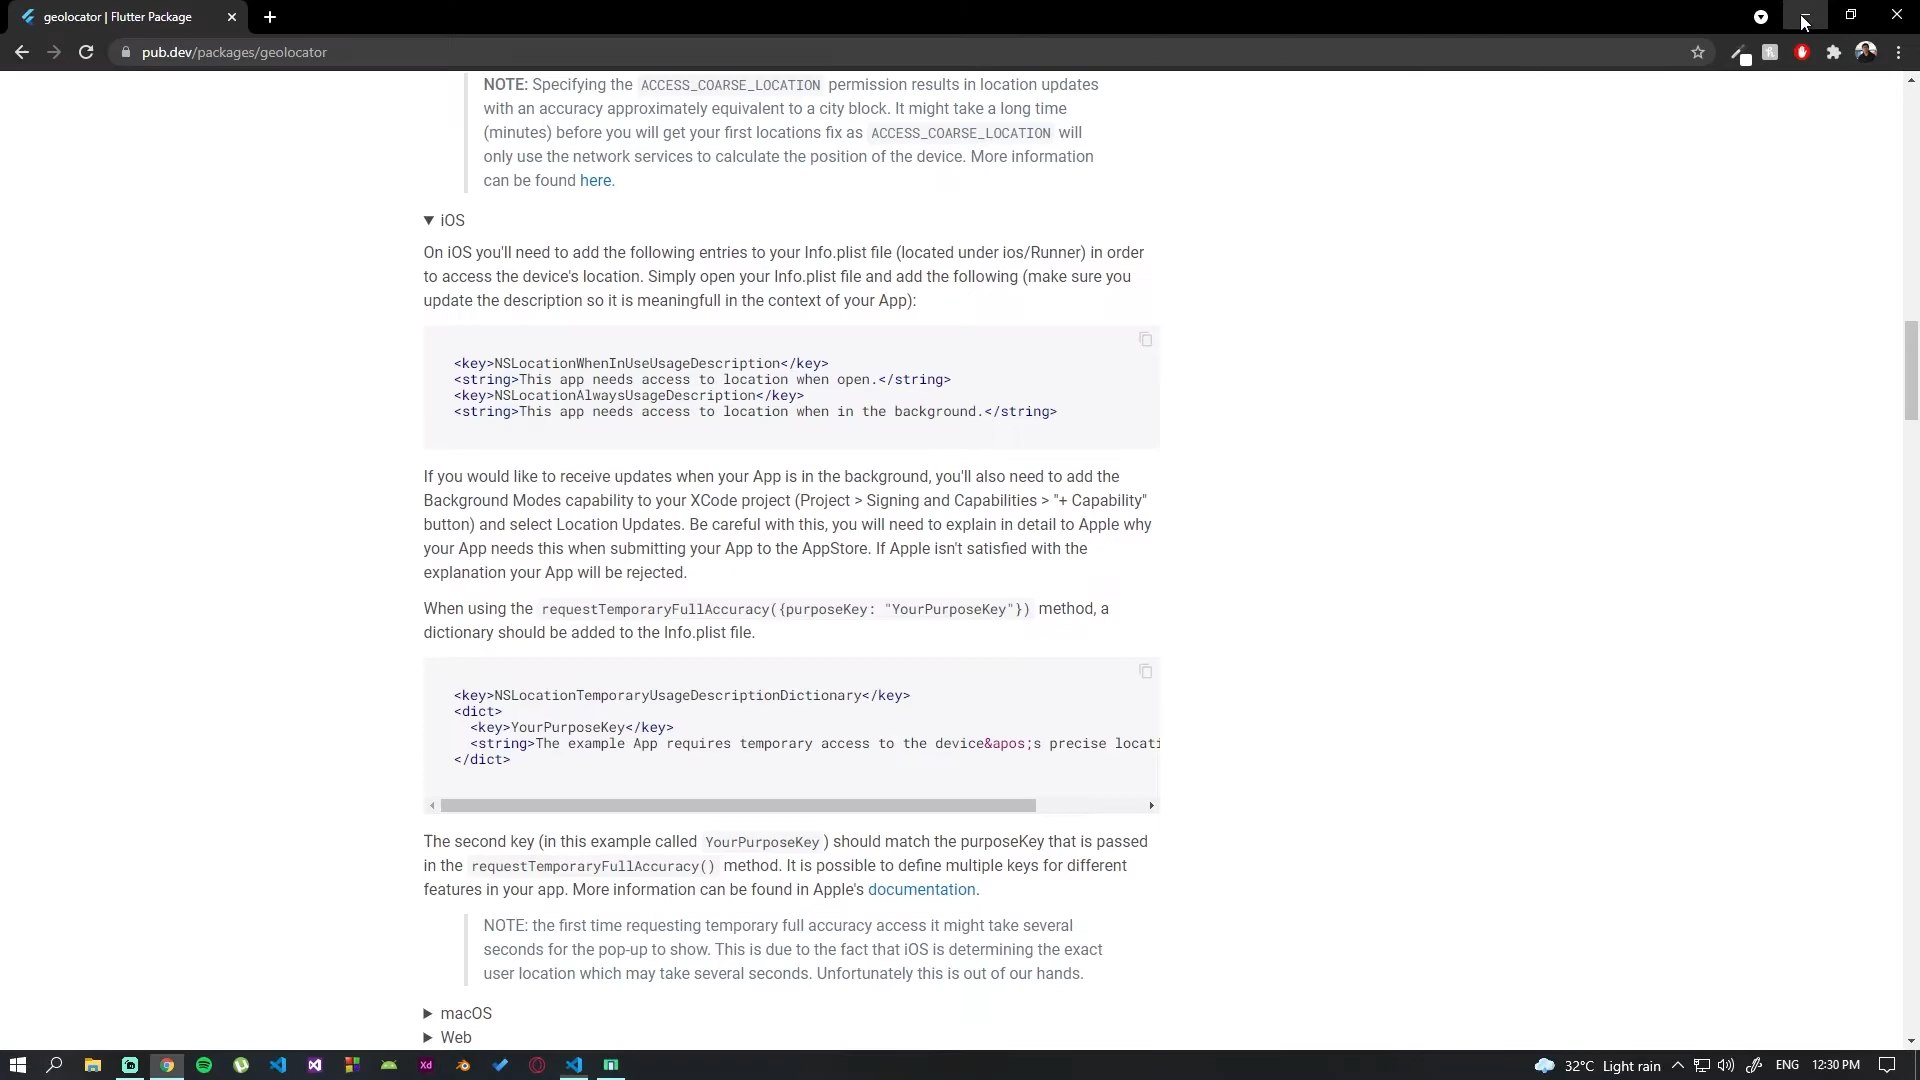 geolocator | Flutter Package
pub.dev/packages/geolocator
NOTE: Specifying the ACCESS_COARSE_LOCATION permission results in location updates
with an accuracy approximately equivalent to a city block. It might take a long time
(minutes) before you will get your first locations fix as ACCESS_COARSE_LOCATION will
only use the network services to calculate the position of the device. More information
can be found here.
iOS
On iOS you'll need to add the following entries to your Info.plist file (located under ios/Runner) in order
to access the device's location. Simply open your Info.plist file and add the following (make sure you
update the description so it is meaningfull in the context of your App):
<key>NSLocationWhenInUseUsageDescription</key>
<string>This app needs access to location when open.</string>
<key>NSLocationAlwaysUsageDescription</key>
<string>This app needs access to location when in the background.</string>
If you would like to receive updates when your App is in the background, you'll also need to add the
Background Modes capability to your XCode project (Project > Signing and Capabilities > "+ Capability"
button) and select Location Updates. Be careful with this, you will need to explain in detail to Apple why
your App needs this when submitting your App to the AppStore. If Apple isn't satisfied with the
explanation your App will be rejected.
When using the requestTemporaryFullAccuracy({purposeKey: "YourPurposeKey"}) method, a
dictionary should be added to the Info.plist file.
<key>NSLocationTemporaryUsageDescriptionDictionary</key>
<dict>
<key>YourPurposeKey</key>
<string>The example App requires temporary access to the device&apos;s precise locati
</dict>
The second key (in this example called YourPurposeKey) should match the purposeKey that is passed
in the requestTemporaryFullAccuracy() method. It is possible to define multiple keys for different
features in your app. More information can be found in Apple's documentation.
NOTE: the first time requesting temporary full accuracy access it might take several
seconds for the pop-up to show. This is due to the fact that iOS is determining the exact
user location which may take several seconds. Unfortunately this is out of our hands.
macOS
Web
Xd
32°C Light rain
ENG
12:30 PM